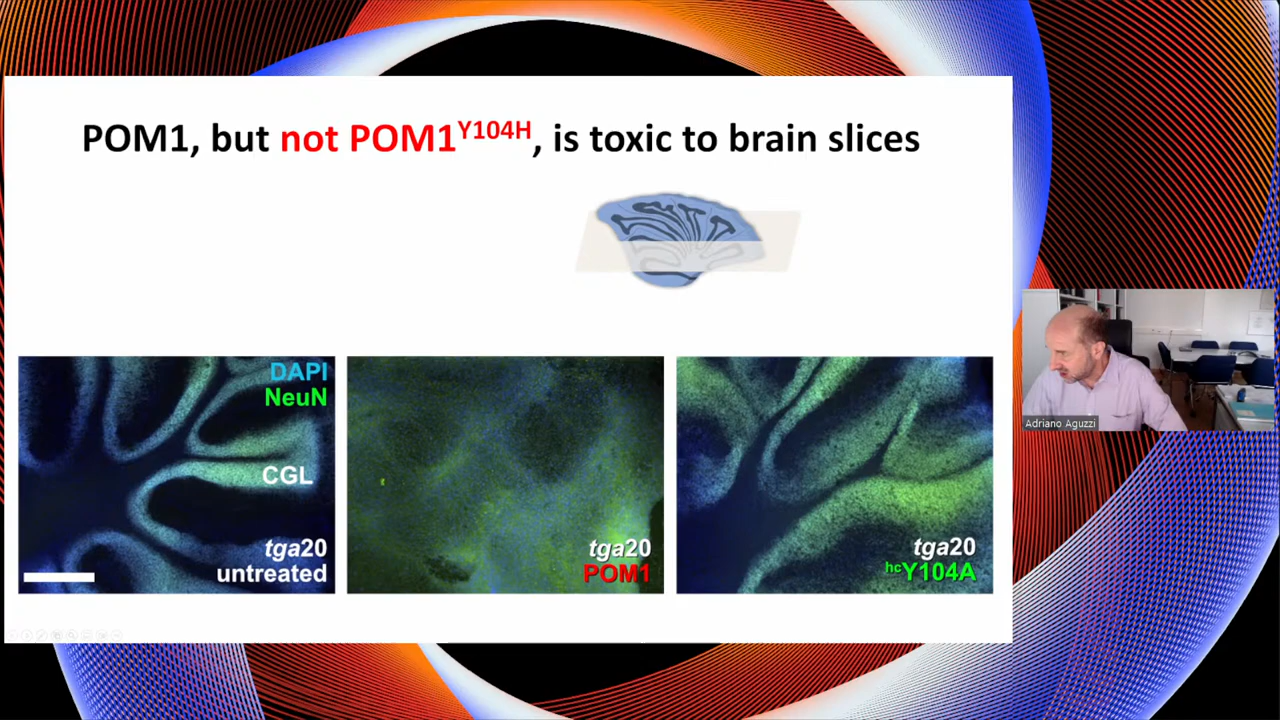 POM1, but not POM1Y104H, is toxic to brain slices
DAPI
NeuN
CGL
tga20
untreated
tga20
POM1
tga20
hcY104A
Adriano Aguzzi